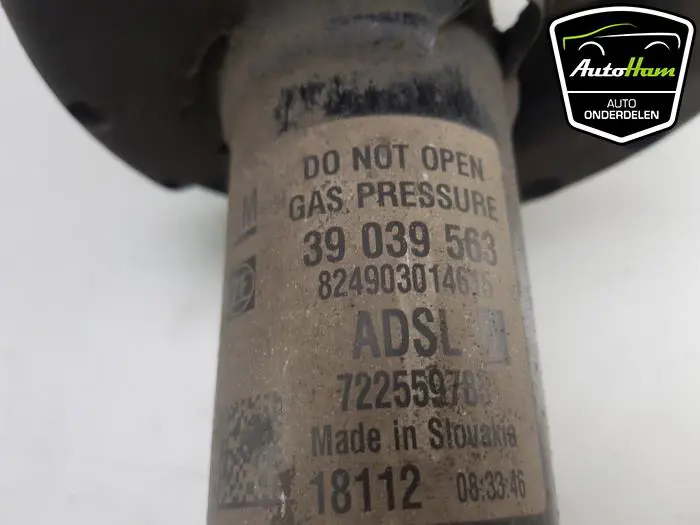 AutoHam
AUTO
ONDERDELEN
DO NOT OPEN
GAS PRESSURE
M
39 039 563
ADSL
Made in Slovakia
18112 08:33:46